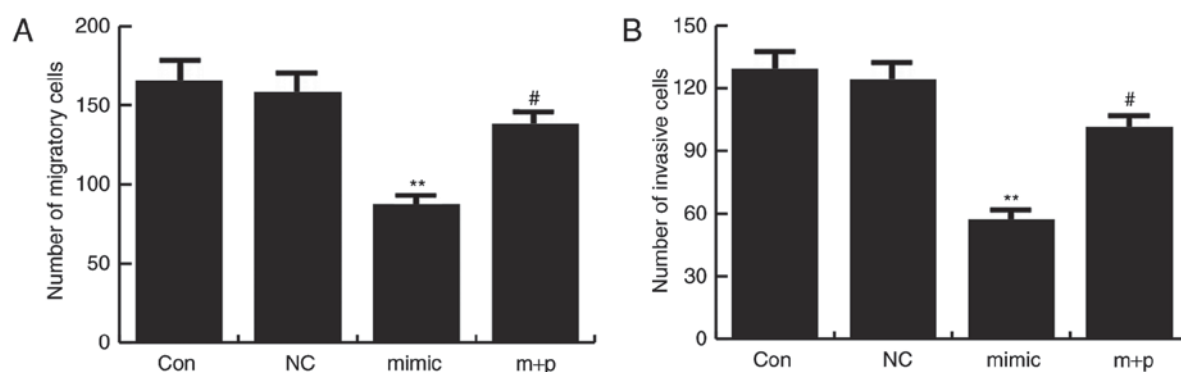 A
Number of migratory cells
200
150
100
50
0
**
#
Con NC mimic m+p
B
Number of invasive cells
150
120
90
60
30
0
**
#
Con NC mimic m+p